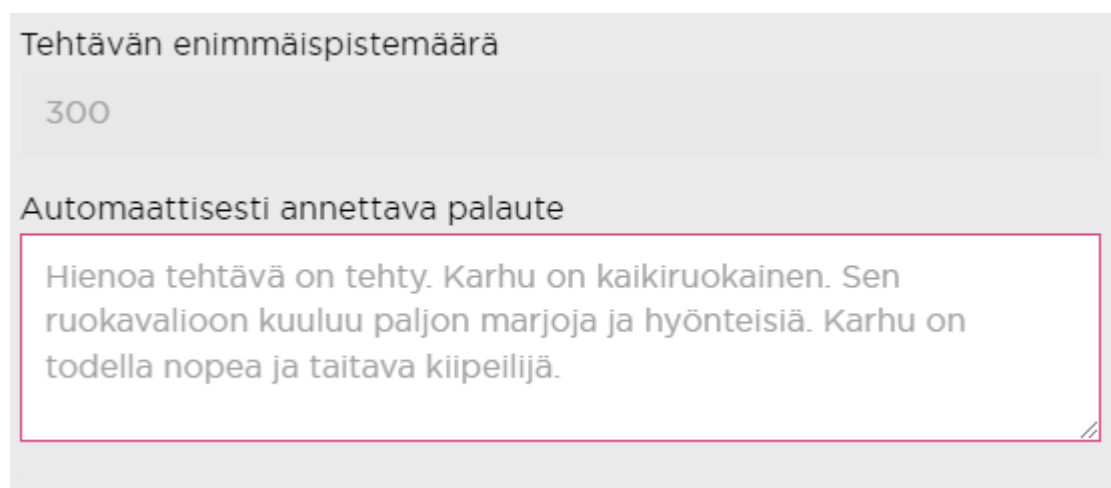 Tehtävän enimmäispistemäärä
300
Automaattisesti annettava palaute
Hienoa tehtävä on tehty. Karhu on kaikiruokainen. Sen
ruokavalioon kuuluu paljon marjoja ja hyönteisiä. Karhu on
todella nopea ja taitava kiipeilijä.